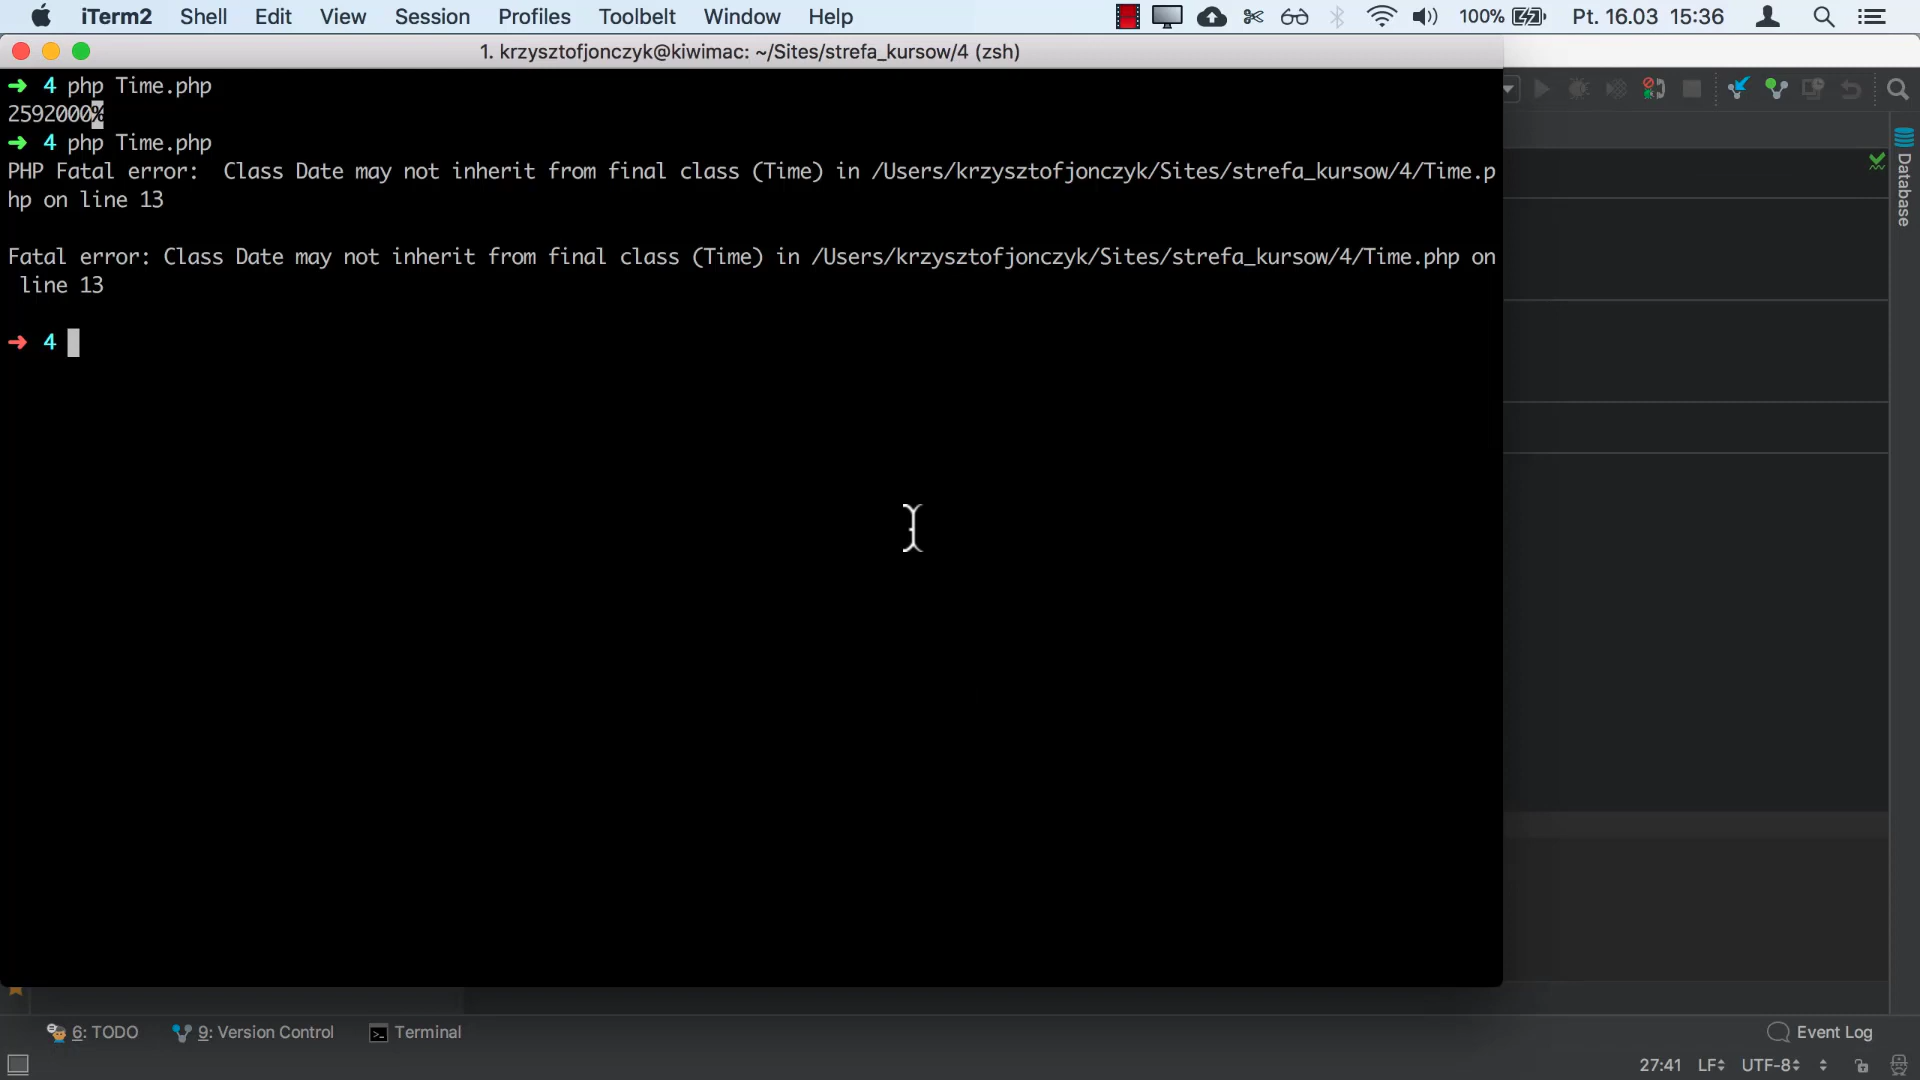 iTerm2 Shell Edit View Session Profiles Toolbelt Window Help 100% Pt. 16.03 15:36
1. krzysztofjonczyk@kiwimac: ~/Sites/strefa_kursow/4 (zsh)
➜ 4 php Time.php
2592000%
➜ 4 php Time.php
PHP Fatal error:  Class Date may not inherit from final class (Time) in /Users/krzysztofjonczyk/Sites/strefa_kursow/4/Time.p
hp on line 13
Fatal error: Class Date may not inherit from final class (Time) in /Users/krzysztofjonczyk/Sites/strefa_kursow/4/Time.php on
line 13
➜ 4
Database
6: TODO 9: Version Control Terminal Event Log
27:41 LF UTF-8